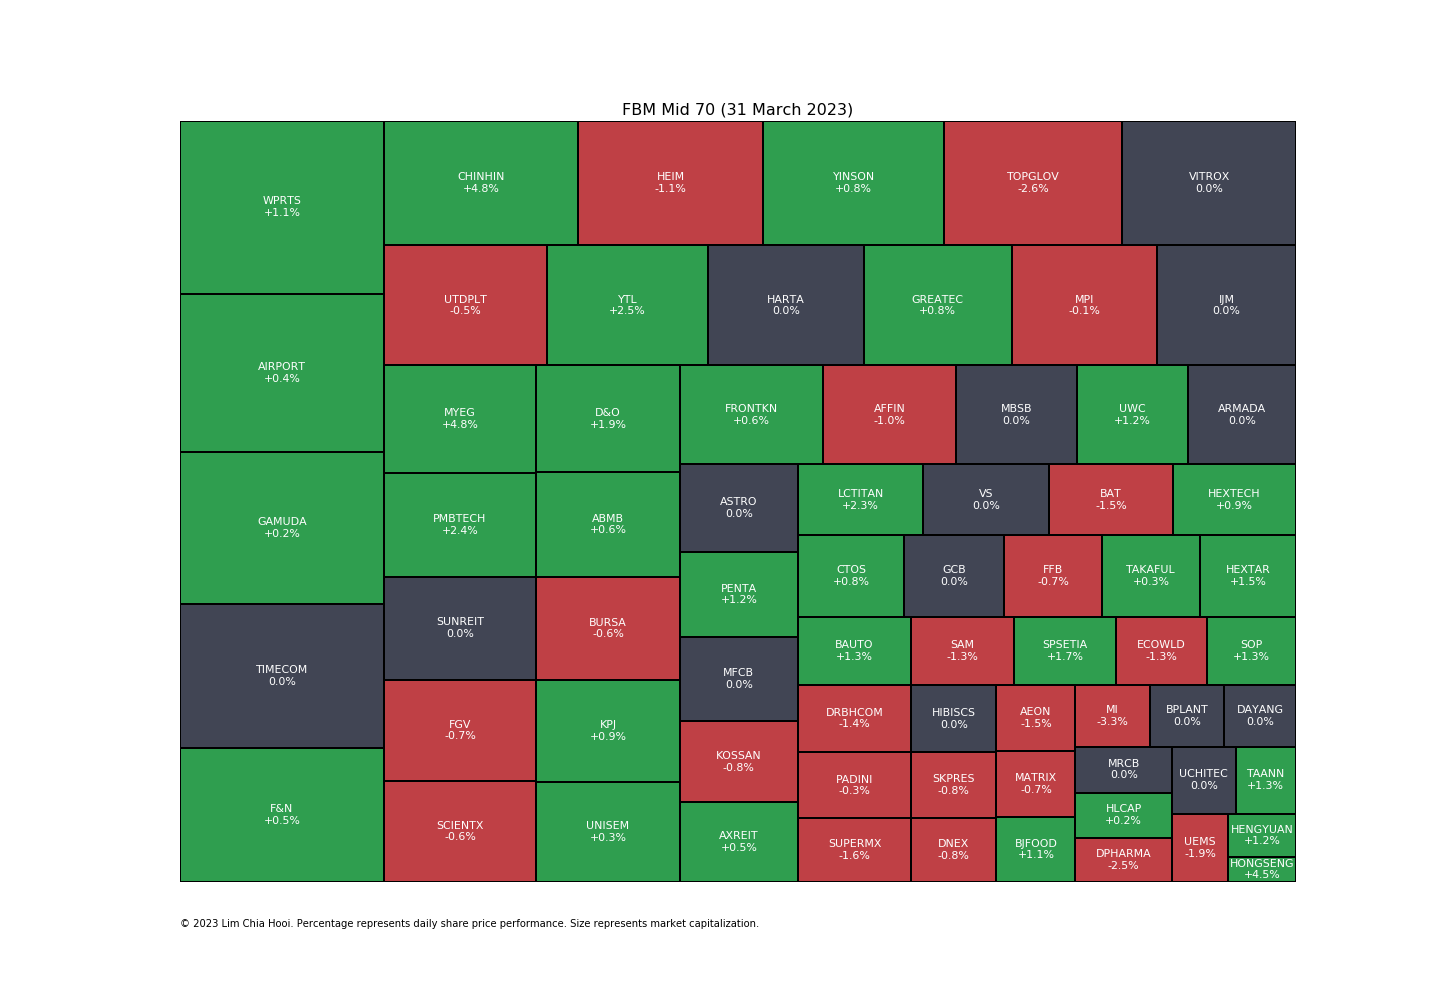 FBM Mid 70 (31 March 2023)
WPRTS
+1.1%
AIRPORT
+0.4%
GAMUDA
+0.2%
TIMECOM
0.0%
F&N
+0.5%
CHINHIN
+4.8%
HEIM
-1.1%
YINSON
+0.8%
TOPGLOV
-2.6%
VITROX
0.0%
UTDPLT
-0.5%
YTL
+2.5%
HARTA
0.0%
GREATEC
+0.8%
MPI
-0.1%
IJM
0.0%
MYEG
+4.8%
PMBTECH
+2.4%
SUNREIT
0.0%
FGV
-0.7%
SCIENTX
-0.6%
D&O
+1.9%
ABMB
+0.6%
BURSA
-0.6%
KPJ
+0.9%
UNISEM
+0.3%
FRONTKN
+0.6%
AFFIN
-1.0%
MBSB
0.0%
UWC
+1.2%
ARMADA
0.0%
ASTRO
0.0%
PENTA
+1.2%
MFCB
0.0%
KOSSAN
-0.8%
AXREIT
+0.5%
LCTITAN
+2.3%
VS
0.0%
BAT
-1.5%
HEXTECH
+0.9%
CTOS
+0.8%
GCB
0.0%
FFB
-0.7%
TAKAFUL
+0.3%
HEXTAR
+1.5%
BAUTO
+1.3%
SAM
-1.3%
SPSETIA
+1.7%
ECOWLD
-1.3%
SOP
+1.3%
DRBHCOM
-1.4%
PADINI
-0.3%
SUPERMX
-1.6%
HIBISCS
0.0%
SKPRES
-0.8%
DNEX
-0.8%
AEON
-1.5%
MATRIX
-0.7%
BJFOOD
+1.1%
MI
-3.3%
BPLANT
0.0%
DAYANG
0.0%
MRCB
0.0%
HLCAP
+0.2%
DPHARMA
-2.5%
UCHITEC
0.0%
TAANN
+1.3%
UEMS
-1.9%
HENGYUAN
+1.2%
HONGSENG
+4.5%
© 2023 Lim Chia Hooi. Percentage represents daily share price performance. Size represents market capitalization.